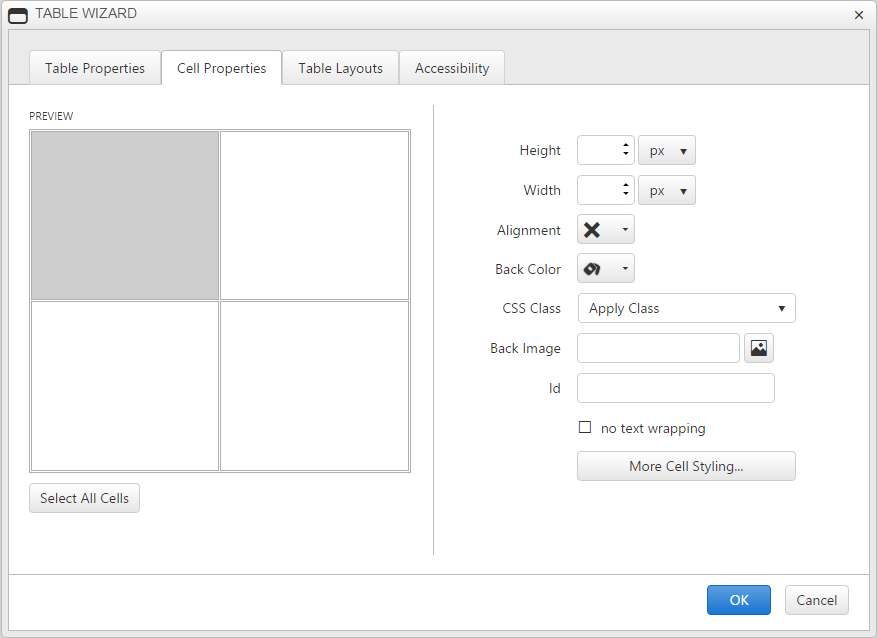 TABLE WIZARD
Table Properties
Cell Properties
Table Layouts
Accessibility
PREVIEW
Height
px
Width
px
Alignment
Back Color
CSS Class
Apply Class
Back Image
Id
no text wrapping
More Cell Styling...
Select All Cells
OK
Cancel